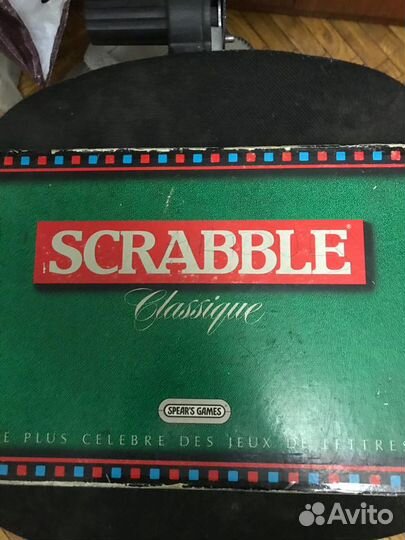 SCRABBLE
Classique
SPEAR'S GAMES
E PLUS CELEBRE DES JEUX DE LETTRES
Avito